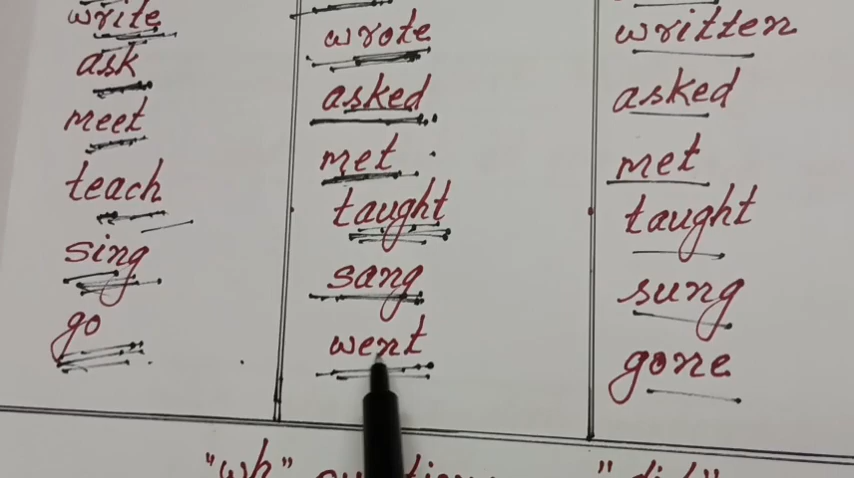 write wrote written
ask asked asked
meet met met
teach taught taught
sing sang sung
go went gone
"wh" "did"